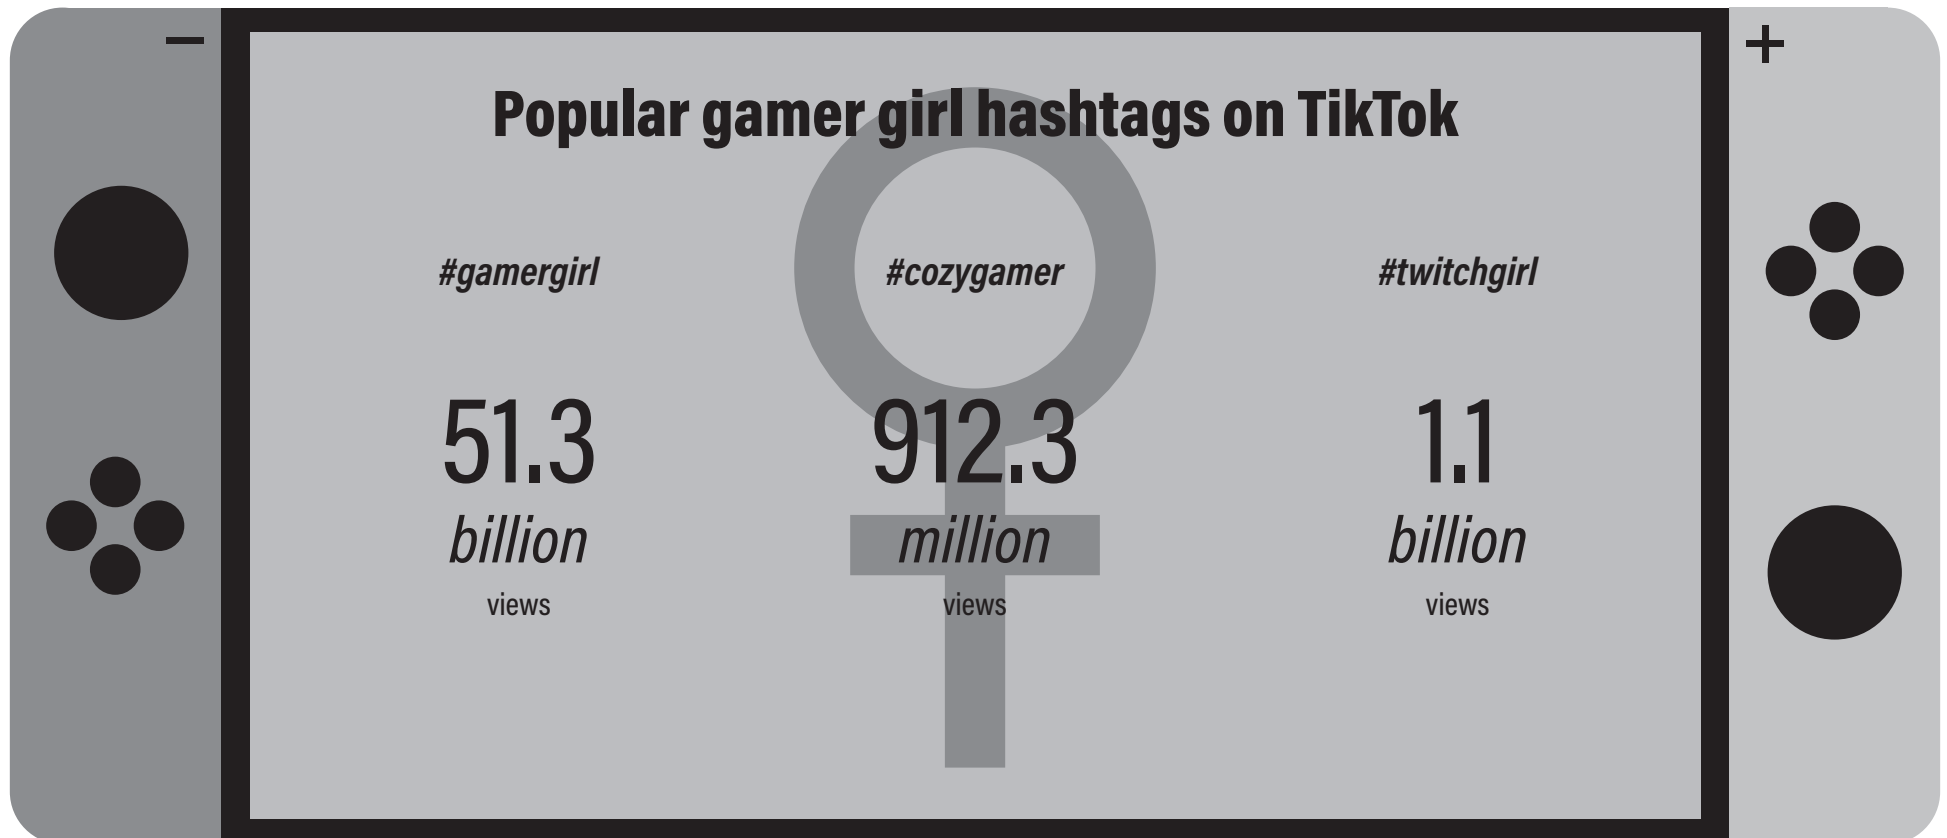 Popular gamer girl hashtags on TikTok
#gamergirl
51.3
billion
views
#cozygamer
912.3
million
views
#twitchgirl
1.1
billion
views